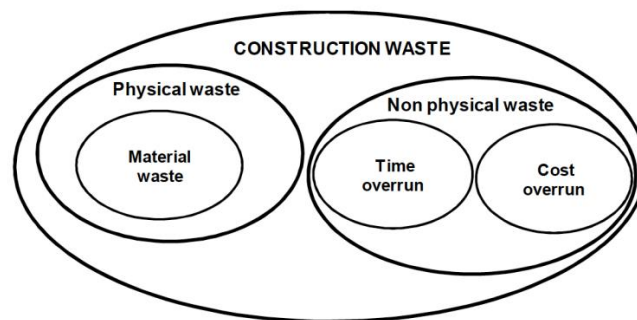 CONSTRUCTION WASTE
Physical waste
Non physical waste
Material
waste
Time
overrun
Cost
overrun